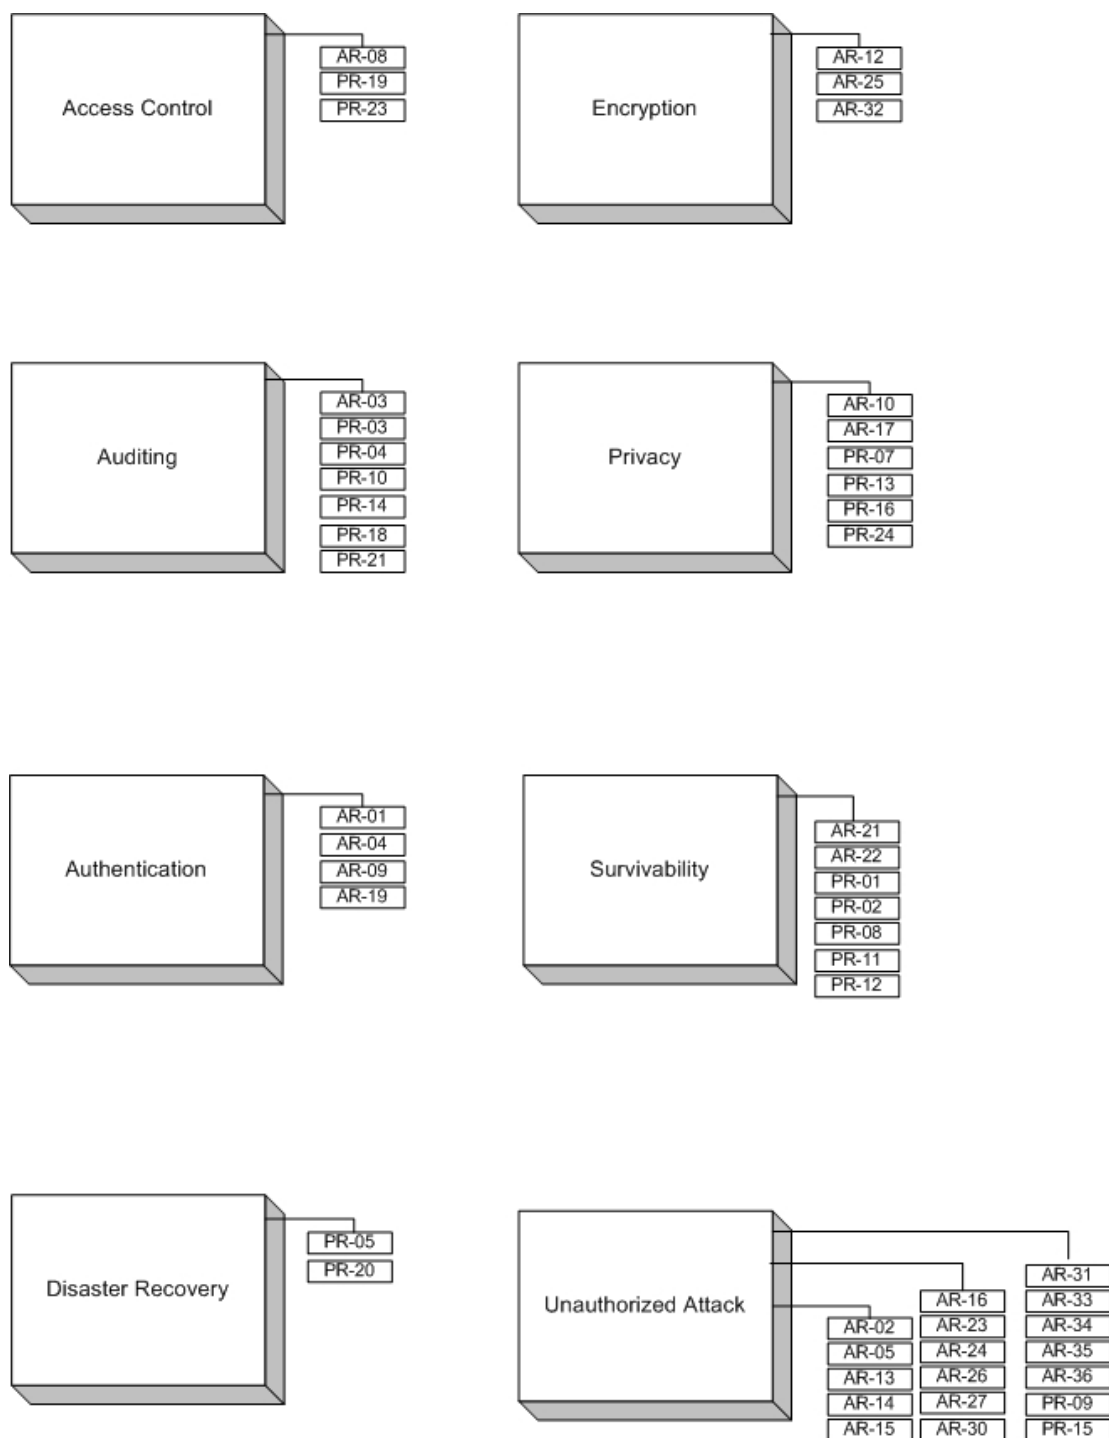 Access Control
AR-08
PR-19
PR-23
Encryption
AR-12
AR-25
AR-32
Auditing
AR-03
PR-03
PR-04
PR-10
PR-14
PR-18
PR-21
Privacy
AR-10
AR-17
PR-07
PR-13
PR-16
PR-24
Authentication
AR-01
AR-04
AR-09
AR-19
Survivability
AR-21
AR-22
PR-01
PR-02
PR-08
PR-11
PR-12
Disaster Recovery
PR-05
PR-20
Unauthorized Attack
AR-02
AR-05
AR-13
AR-14
AR-15
AR-16
AR-23
AR-24
AR-26
AR-27
AR-30
AR-31
AR-33
AR-34
AR-35
AR-36
PR-09
PR-15